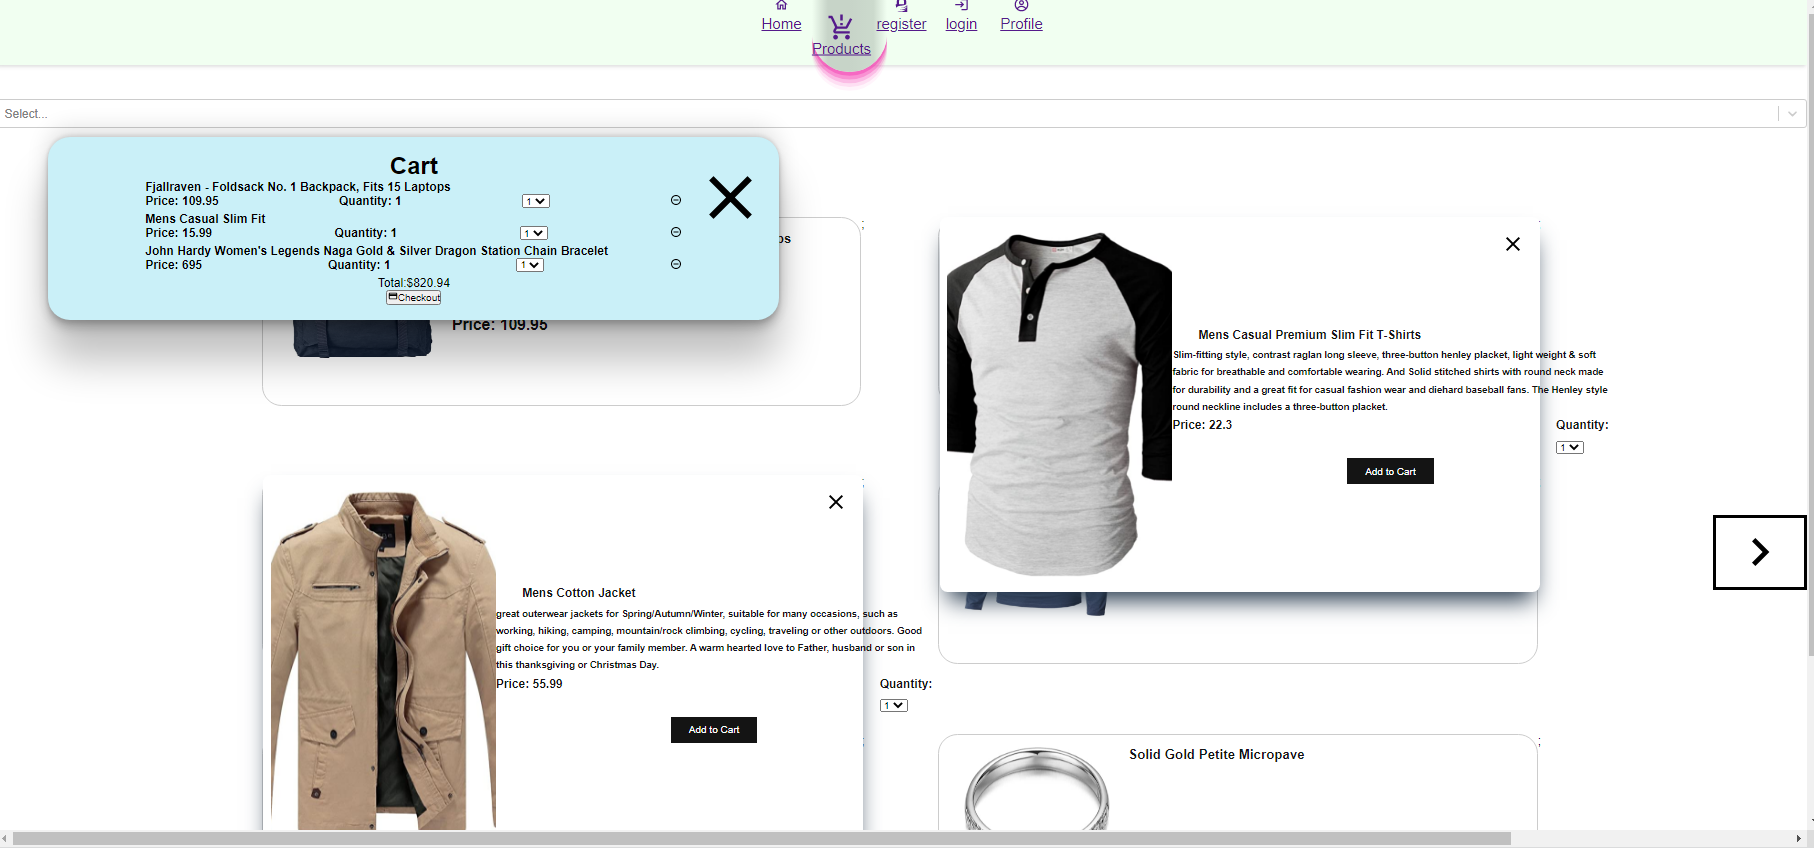 Home
Products
register
login
Profile
Select...
Cart
Fjallraven - Foldsack No. 1 Backpack, Fits 15 Laptops
Price: 109.95 Quantity: 1 1
Mens Casual Slim Fit
Price: 15.99 Quantity: 1 1
John Hardy Women's Legends Naga Gold & Silver Dragon Station Chain Bracelet
Price: 695 Quantity: 1 1
Total:$820.94
Checkout
Price: 109.95
;
Mens Casual Premium Slim Fit T-Shirts
Slim-fitting style, contrast raglan long sleeve, three-button henley placket, light weight & soft
fabric for breathable and comfortable wearing. And Solid stitched shirts with round neck made
for durability and a great fit for casual fashion wear and diehard baseball fans. The Henley style
round neckline includes a three-button placket.
Price: 22.3 Quantity:
1
Add to Cart
Mens Cotton Jacket
great outerwear jackets for Spring/Autumn/Winter, suitable for many occasions, such as
working, hiking, camping, mountain/rock climbing, cycling, traveling or other outdoors. Good
gift choice for you or your family member. A warm hearted love to Father, husband or son in
this thanksgiving or Christmas Day.
Price: 55.99 Quantity:
1
Add to Cart
Solid Gold Petite Micropave
;